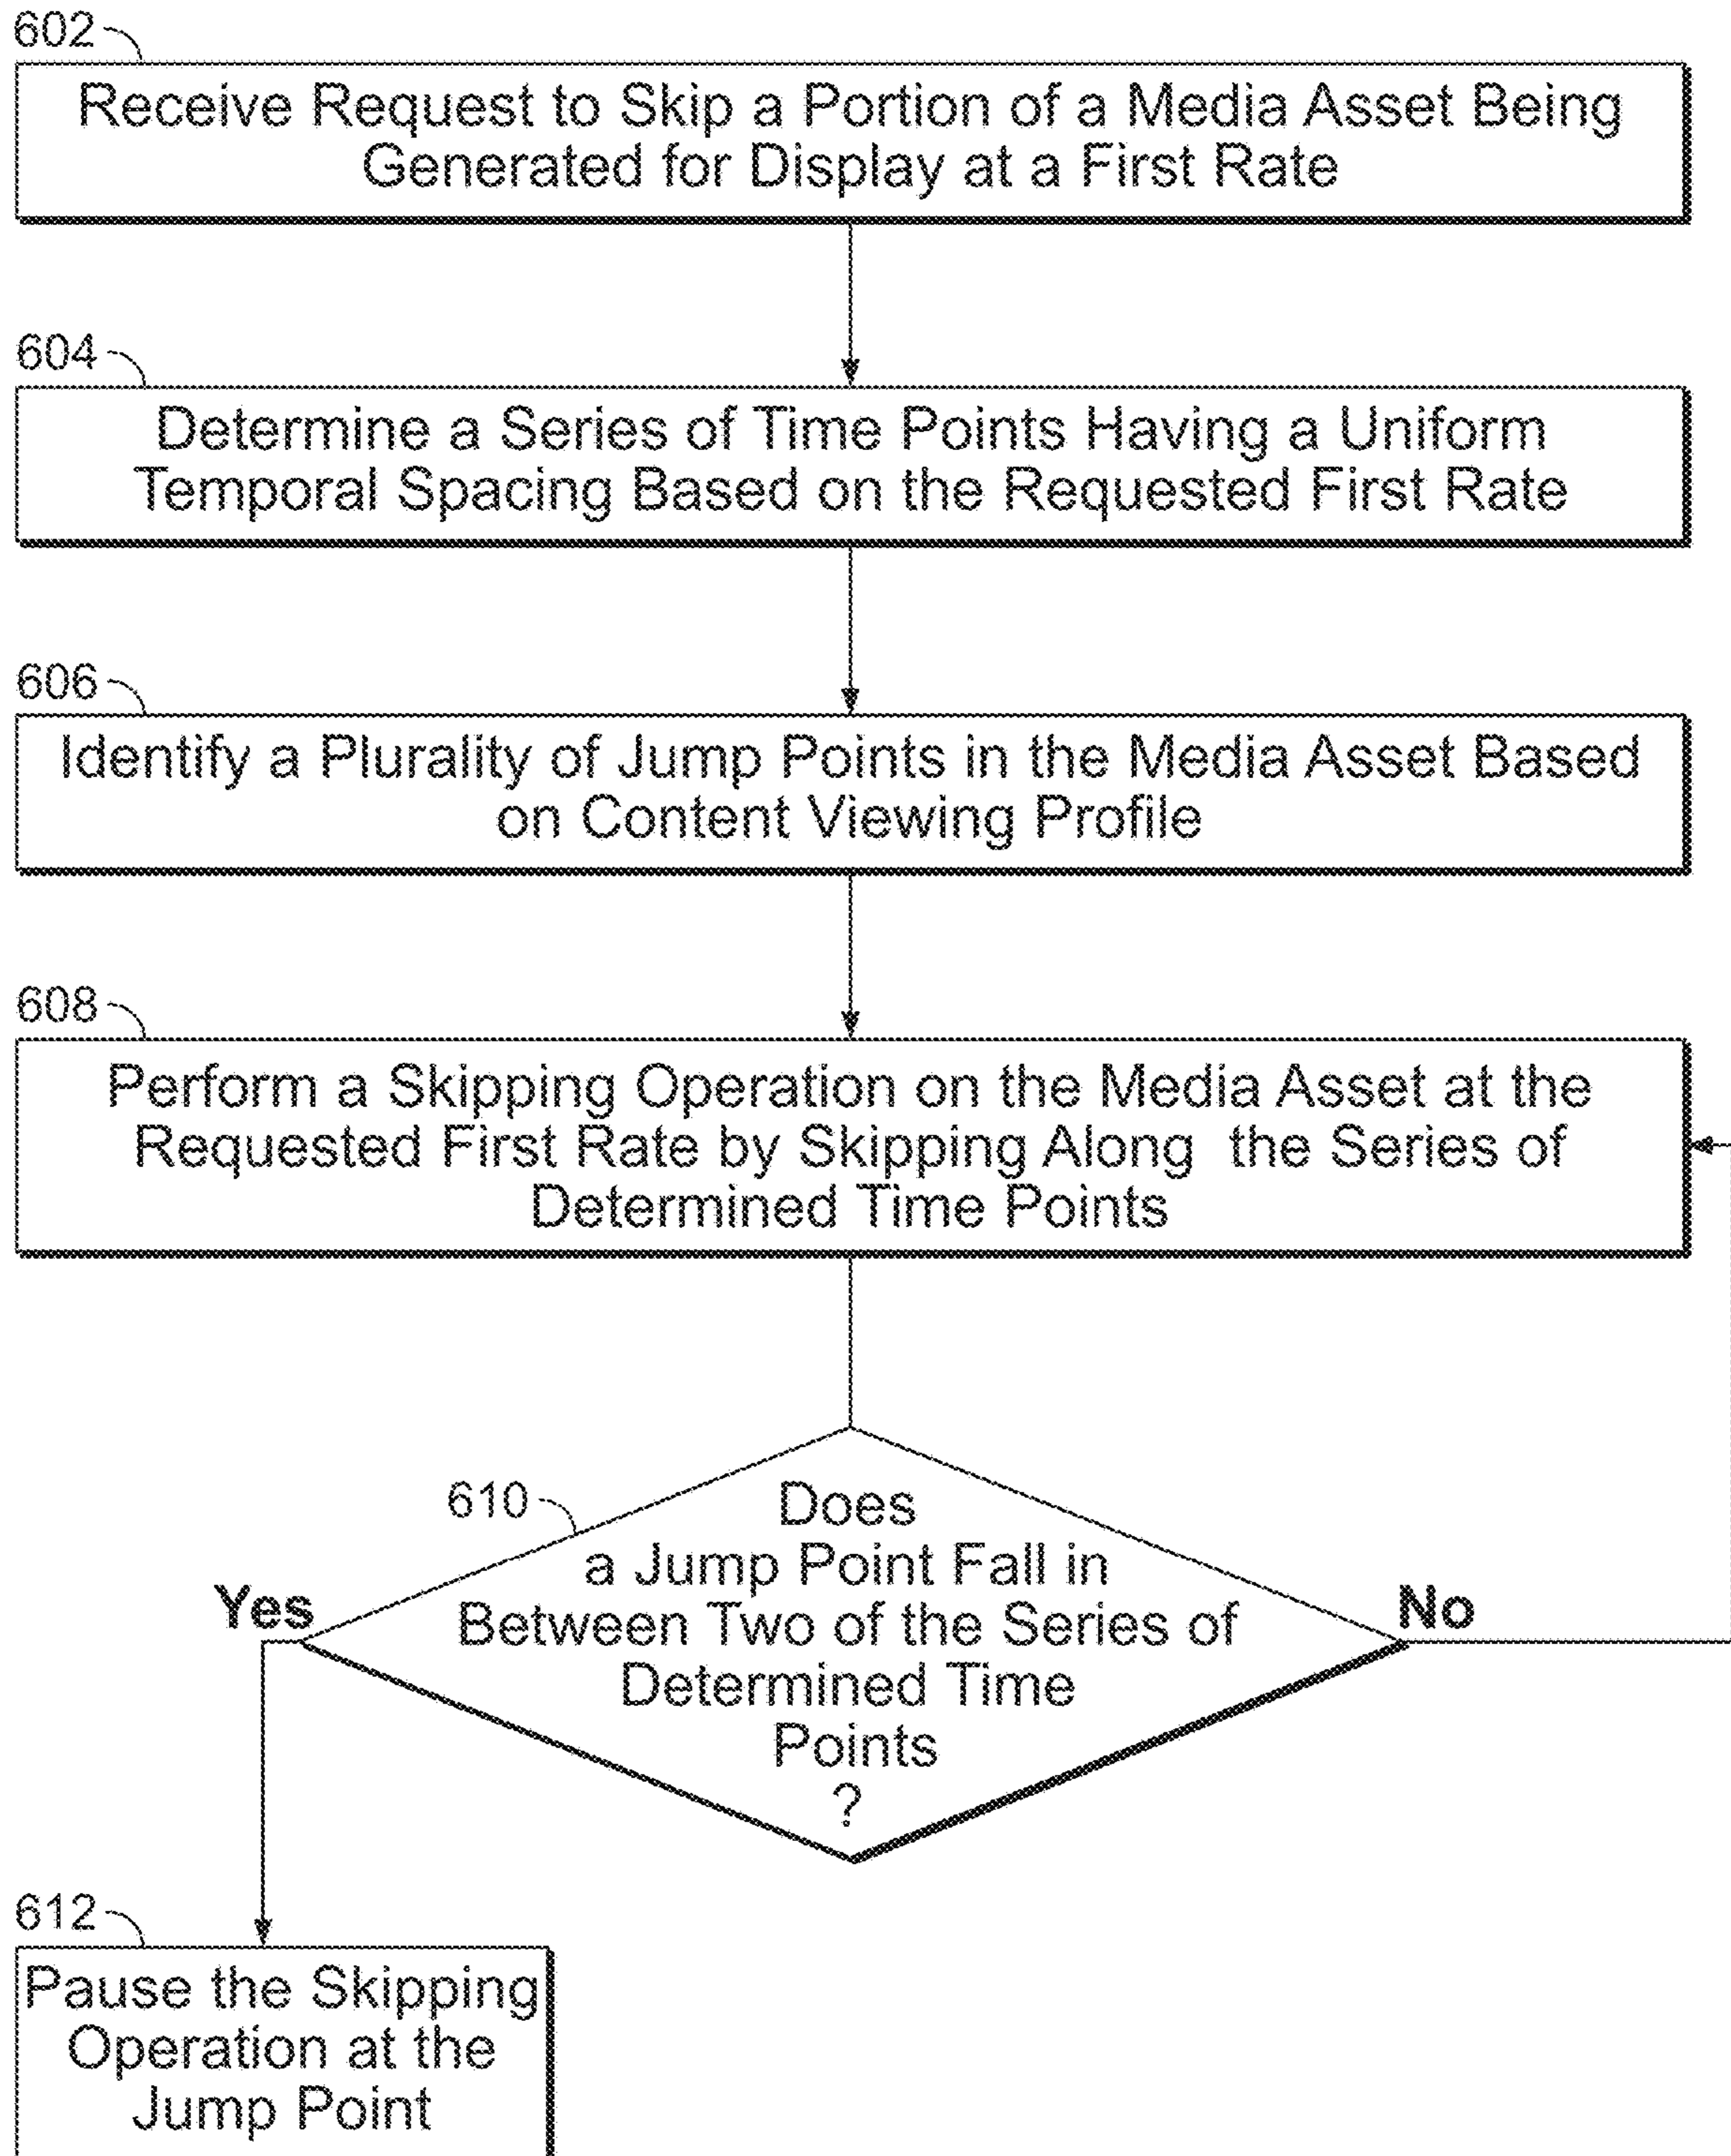 602
Receive Request to Skip a Portion of a Media Asset Being
Generated for Display at a First Rate
604
Determine a Series of Time Points Having a Uniform
Temporal Spacing Based on the Requested First Rate
606
Identify a Plurality of Jump Points in the Media Asset Based
on Content Viewing Profile
608
Perform a Skipping Operation on the Media Asset at the
Requested First Rate by Skipping Along the Series of
Determined Time Points
610
Does
a Jump Point Fall in
Between Two of the Series of
Determined Time
Points
?
Yes
No
612
Pause the Skipping
Operation at the
Jump Point